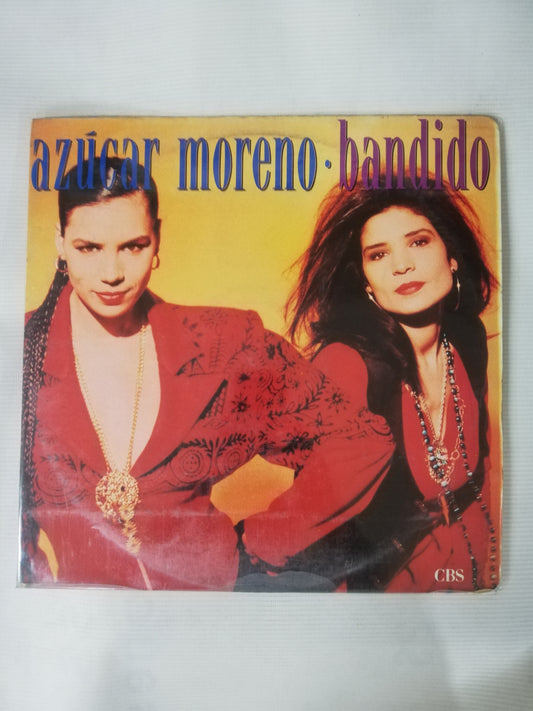 azúcar moreno · bandido
CBS